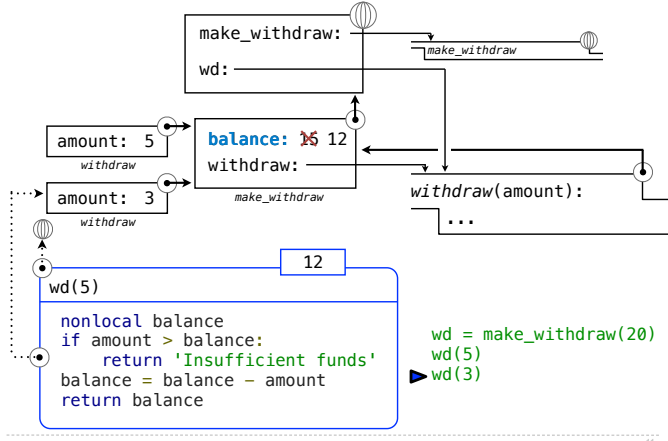 make_withdraw:
make_withdraw
wd:
balance: 15 12
amount: 5
withdraw
withdraw:
make_withdraw
amount: 3
withdraw
withdraw(amount):
...
12
wd(5)
nonlocal balance
if amount > balance:
return 'Insufficient funds'
balance = balance - amount
return balance
wd = make_withdraw(20)
wd(5)
wd(3)